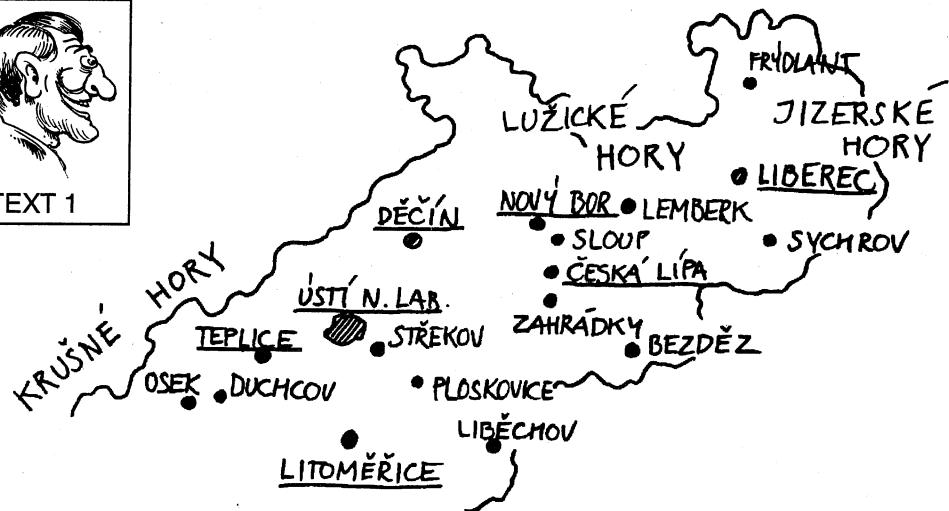 FRÝDLANT
LUŽICKÉ
HORY
JIZERSKÉ
HORY
LIBEREC
TEXT 1
DĚČÍN
NOVÝ BOR
LEMBERK
SLOUP
SYCHROV
KRUŠNÉ HORY
ČESKÁ LÍPA
ÚSTÍ N. LAB.
ZAHRÁDKY
TEPLICE
STŘEKOV
BEZDĚZ
OSEK
DUCHCOV
PLOSKOVICE
LIBĚCHOV
LITOMĚŘICE